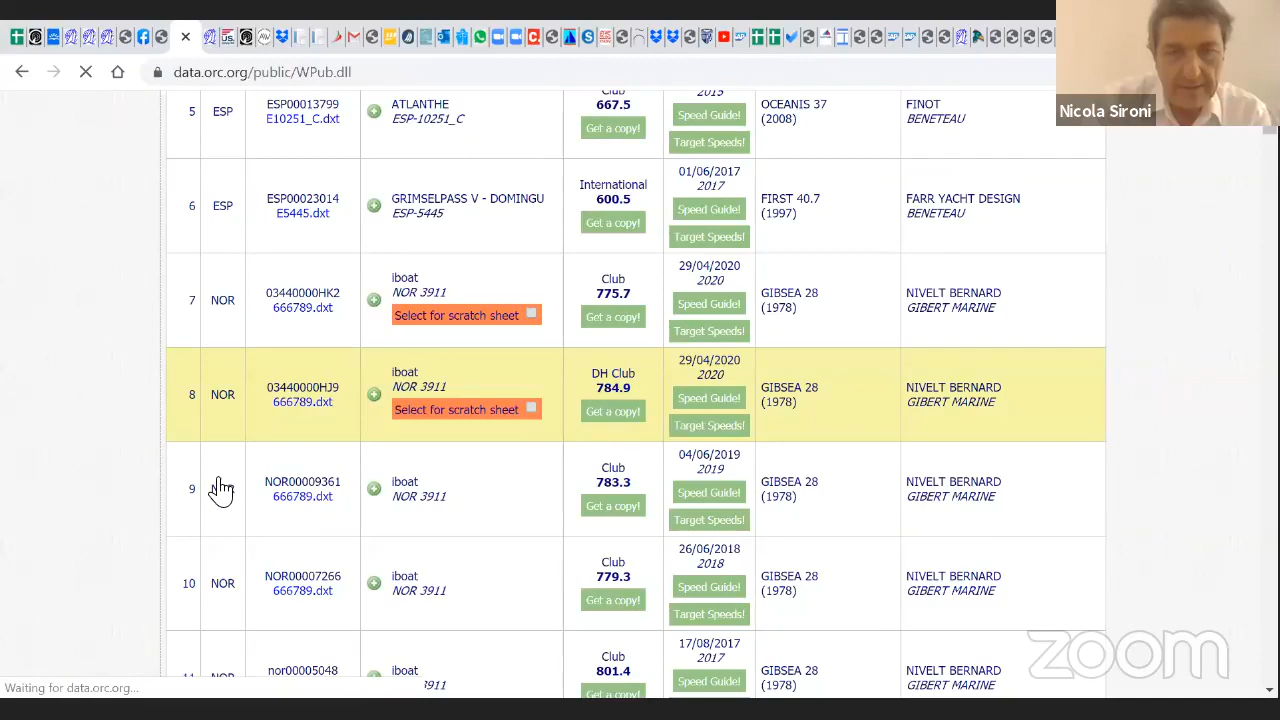 data.orc.org/public/WPub.dll
Nicola Sironi
5
ESP
ESP00013799
E10251_C.dxt
ATLANTHE
ESP-10251_C
Club
667.5
Get a copy!
2015
Speed Guide!
Target Speeds!
OCEANIS 37
(2008)
FINOT
BENETEAU
6
ESP
ESP00023014
E5445.dxt
GRIMSELPASS V - DOMINGU
ESP-5445
International
600.5
Get a copy!
01/06/2017
2017
Speed Guide!
Target Speeds!
FIRST 40.7
(1997)
FARR YACHT DESIGN
BENETEAU
7
NOR
03440000HK2
666789.dxt
iboat
NOR 3911
Select for scratch sheet
Club
775.7
Get a copy!
29/04/2020
2020
Speed Guide!
Target Speeds!
GIBSEA 28
(1978)
NIVELT BERNARD
GIBERT MARINE
8
NOR
03440000HJ9
666789.dxt
iboat
NOR 3911
Select for scratch sheet
DH Club
784.9
Get a copy!
29/04/2020
2020
Speed Guide!
Target Speeds!
GIBSEA 28
(1978)
NIVELT BERNARD
GIBERT MARINE
9
NOR00009361
666789.dxt
iboat
NOR 3911
Club
783.3
Get a copy!
04/06/2019
2019
Speed Guide!
Target Speeds!
GIBSEA 28
(1978)
NIVELT BERNARD
GIBERT MARINE
10
NOR
NOR00007266
666789.dxt
iboat
NOR 3911
Club
779.3
Get a copy!
26/06/2018
2018
Speed Guide!
Target Speeds!
GIBSEA 28
(1978)
NIVELT BERNARD
GIBERT MARINE
11
NOR
nor00005048
iboat
3911
Club
801.4
Get a copy!
17/08/2017
2017
Speed Guide!
GIBSEA 28
(1978)
NIVELT BERNARD
GIBERT MARINE
Waiting for data.orc.org...
zoom